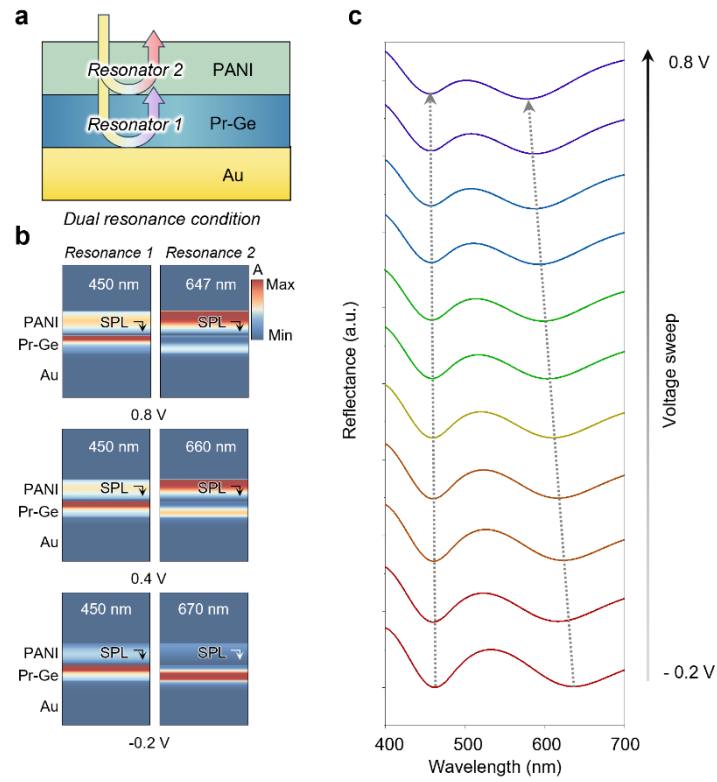 a
Resonator 2
PANI
Resonator 1
Pr-Ge
Au
Dual resonance condition
b
Resonance 1
Resonance 2
A
Max
Min
450 nm
647 nm
PANI
SPL
SPL
Pr-Ge
Au
0.8 V
450 nm
660 nm
PANI
SPL
SPL
Pr-Ge
Au
0.4 V
450 nm
670 nm
PANI
SPL
SPL
Pr-Ge
Au
-0.2 V
c
0.8 V
Reflectance (a.u.)
Voltage sweep
- 0.2 V
400
500
600
700
Wavelength (nm)